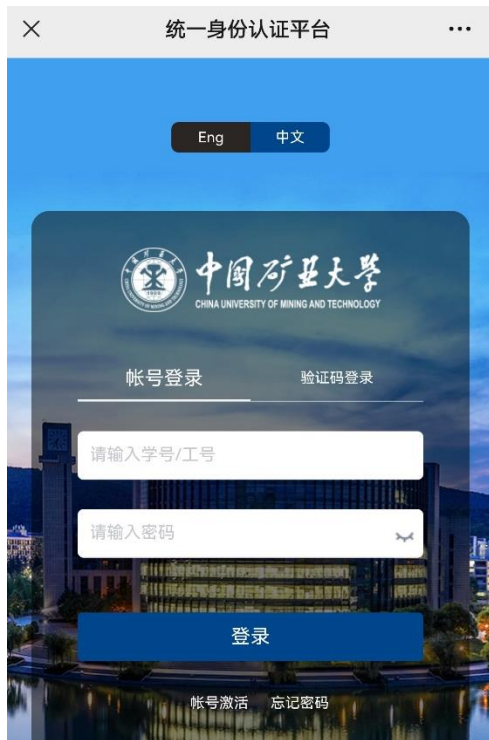 统一身份认证平台
Eng 中文
中国矿业大学
CHINA UNIVERSITY OF MINING AND TECHNOLOGY
帐号登录 验证码登录
请输入学号/工号
请输入密码
登录
帐号激活 忘记密码